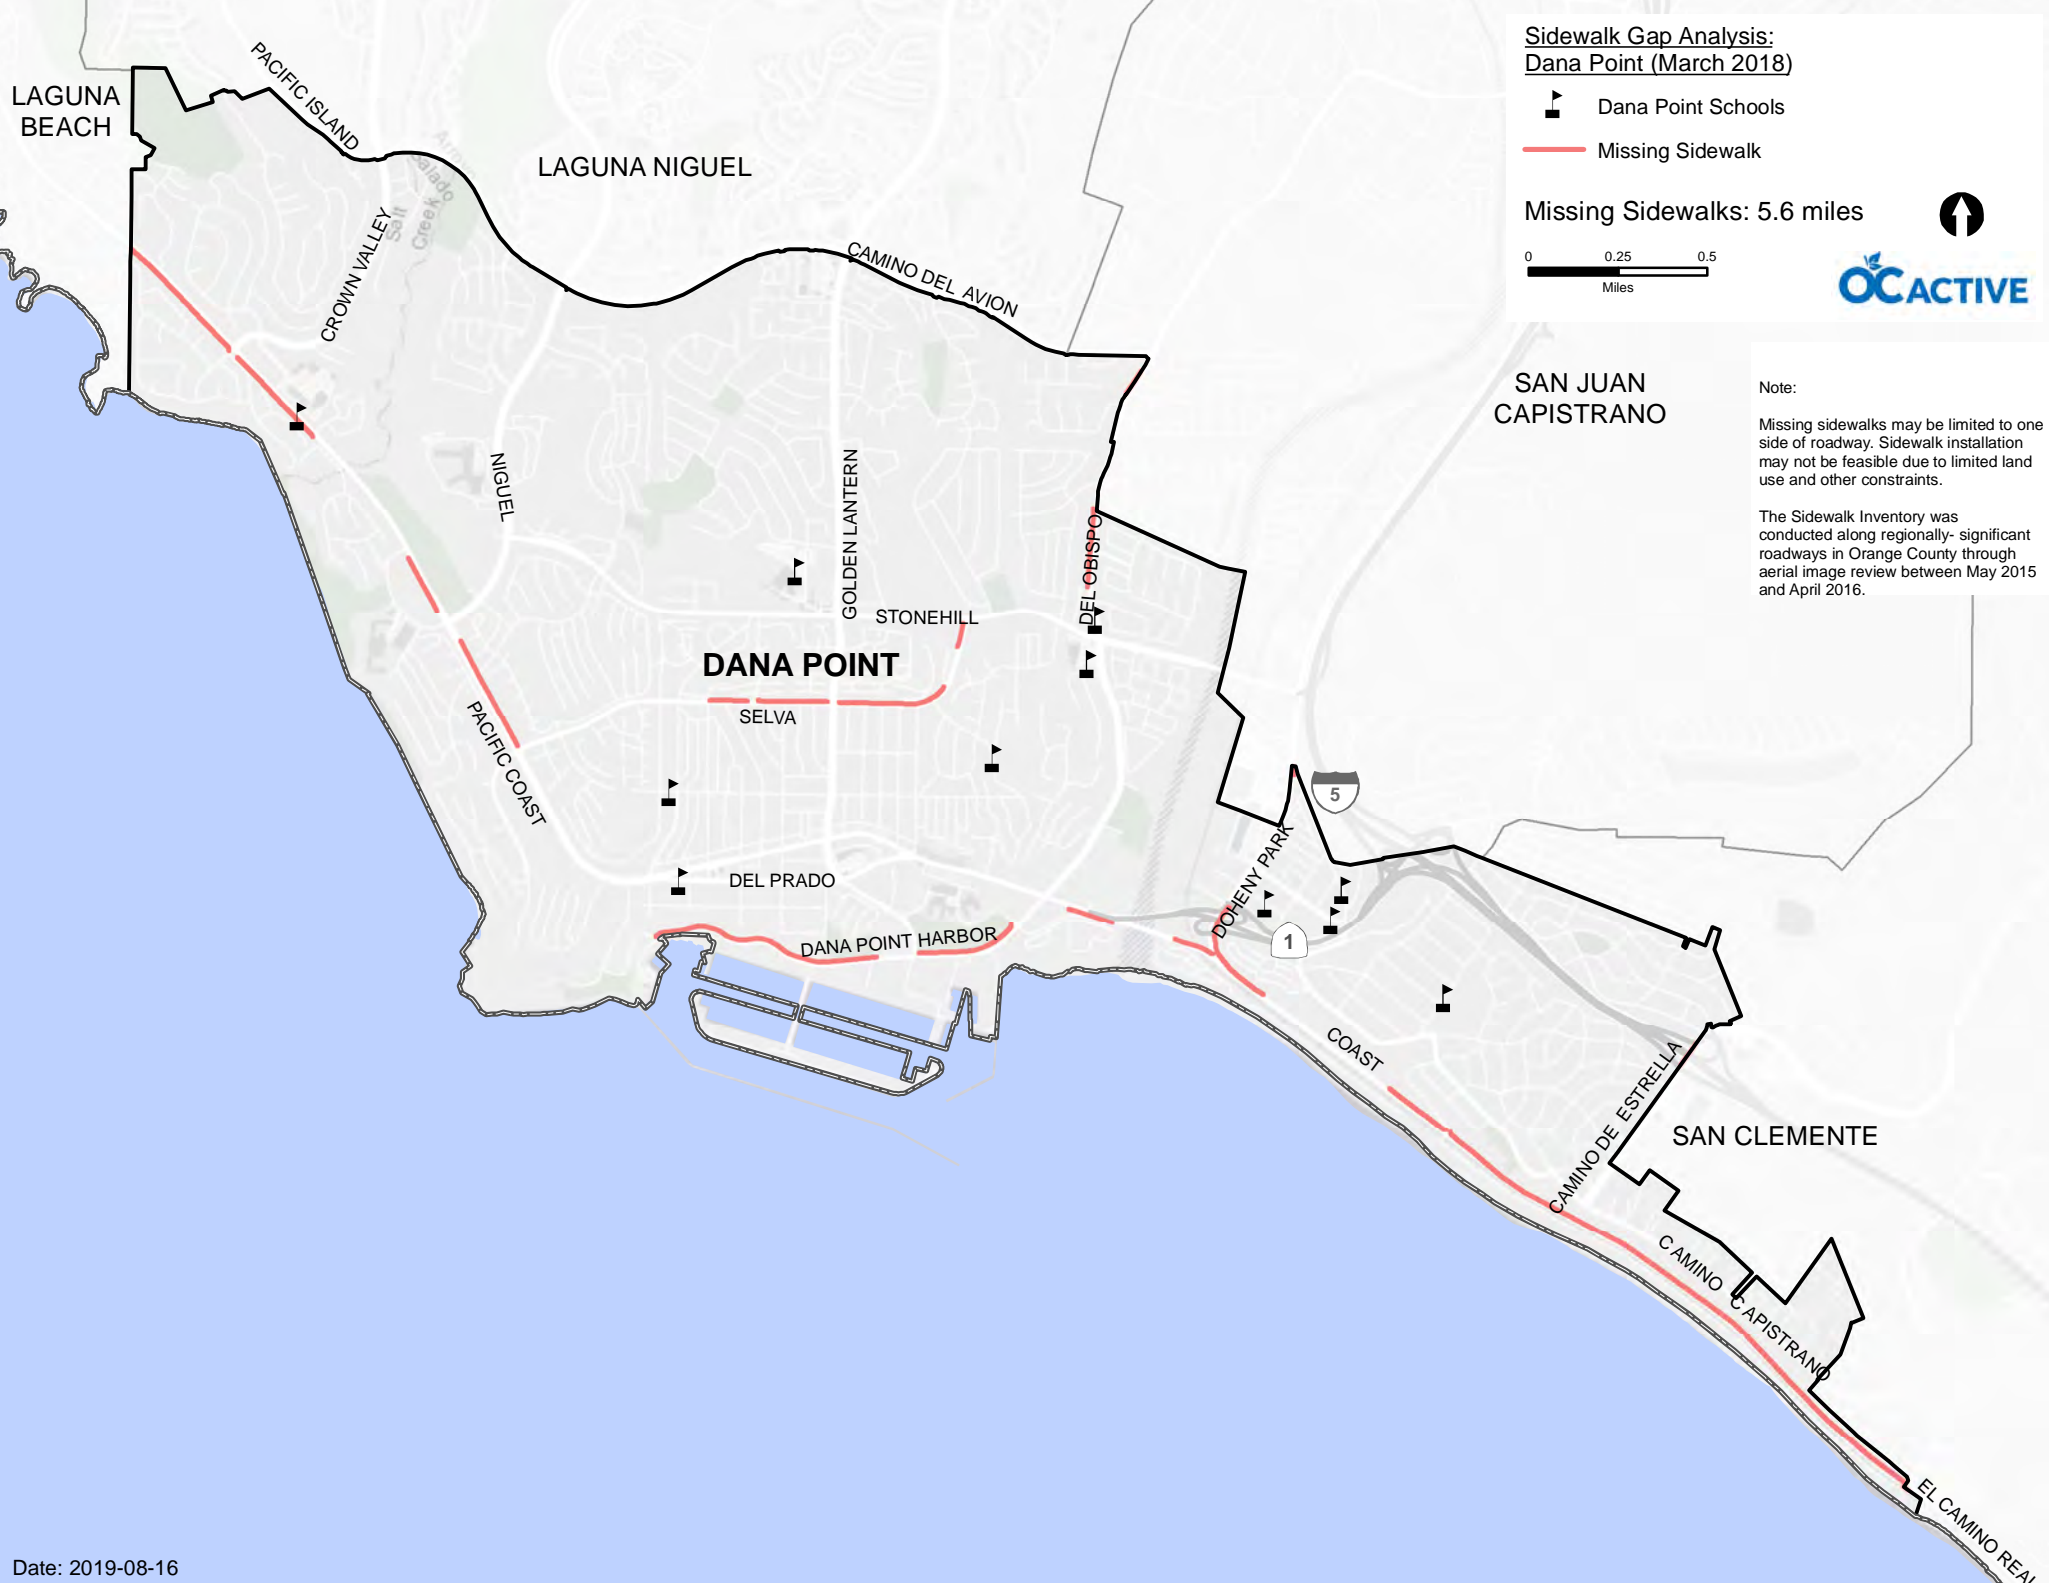 Sidewalk Gap Analysis:
Dana Point (March 2018)
Dana Point Schools
Missing Sidewalk
Missing Sidewalks: 5.6 miles
0 0.25 0.5
Miles
OC ACTIVE
Note:
Missing sidewalks may be limited to one
side of roadway. Sidewalk installation
may not be feasible due to limited land
use and other constraints.
The Sidewalk Inventory was
conducted along regionally- significant
roadways in Orange County through
aerial image review between May 2015
and April 2016.
LAGUNA
BEACH
PACIFIC ISLAND
LAGUNA NIGUEL
Arroyo
Salado
Salt
Creek
CROWN VALLEY
CAMINO DEL AVION
SAN JUAN
CAPISTRANO
NIGUEL
GOLDEN LANTERN
DEL OBISPO
STONEHILL
DANA POINT
SELVA
PACIFIC COAST
5
DOHENY PARK
DEL PRADO
DANA POINT HARBOR
1
COAST
CAMINO DE ESTRELLA
SAN CLEMENTE
CAMINO CAPISTRANO
EL CAMINO REAL
Date: 2019-08-16